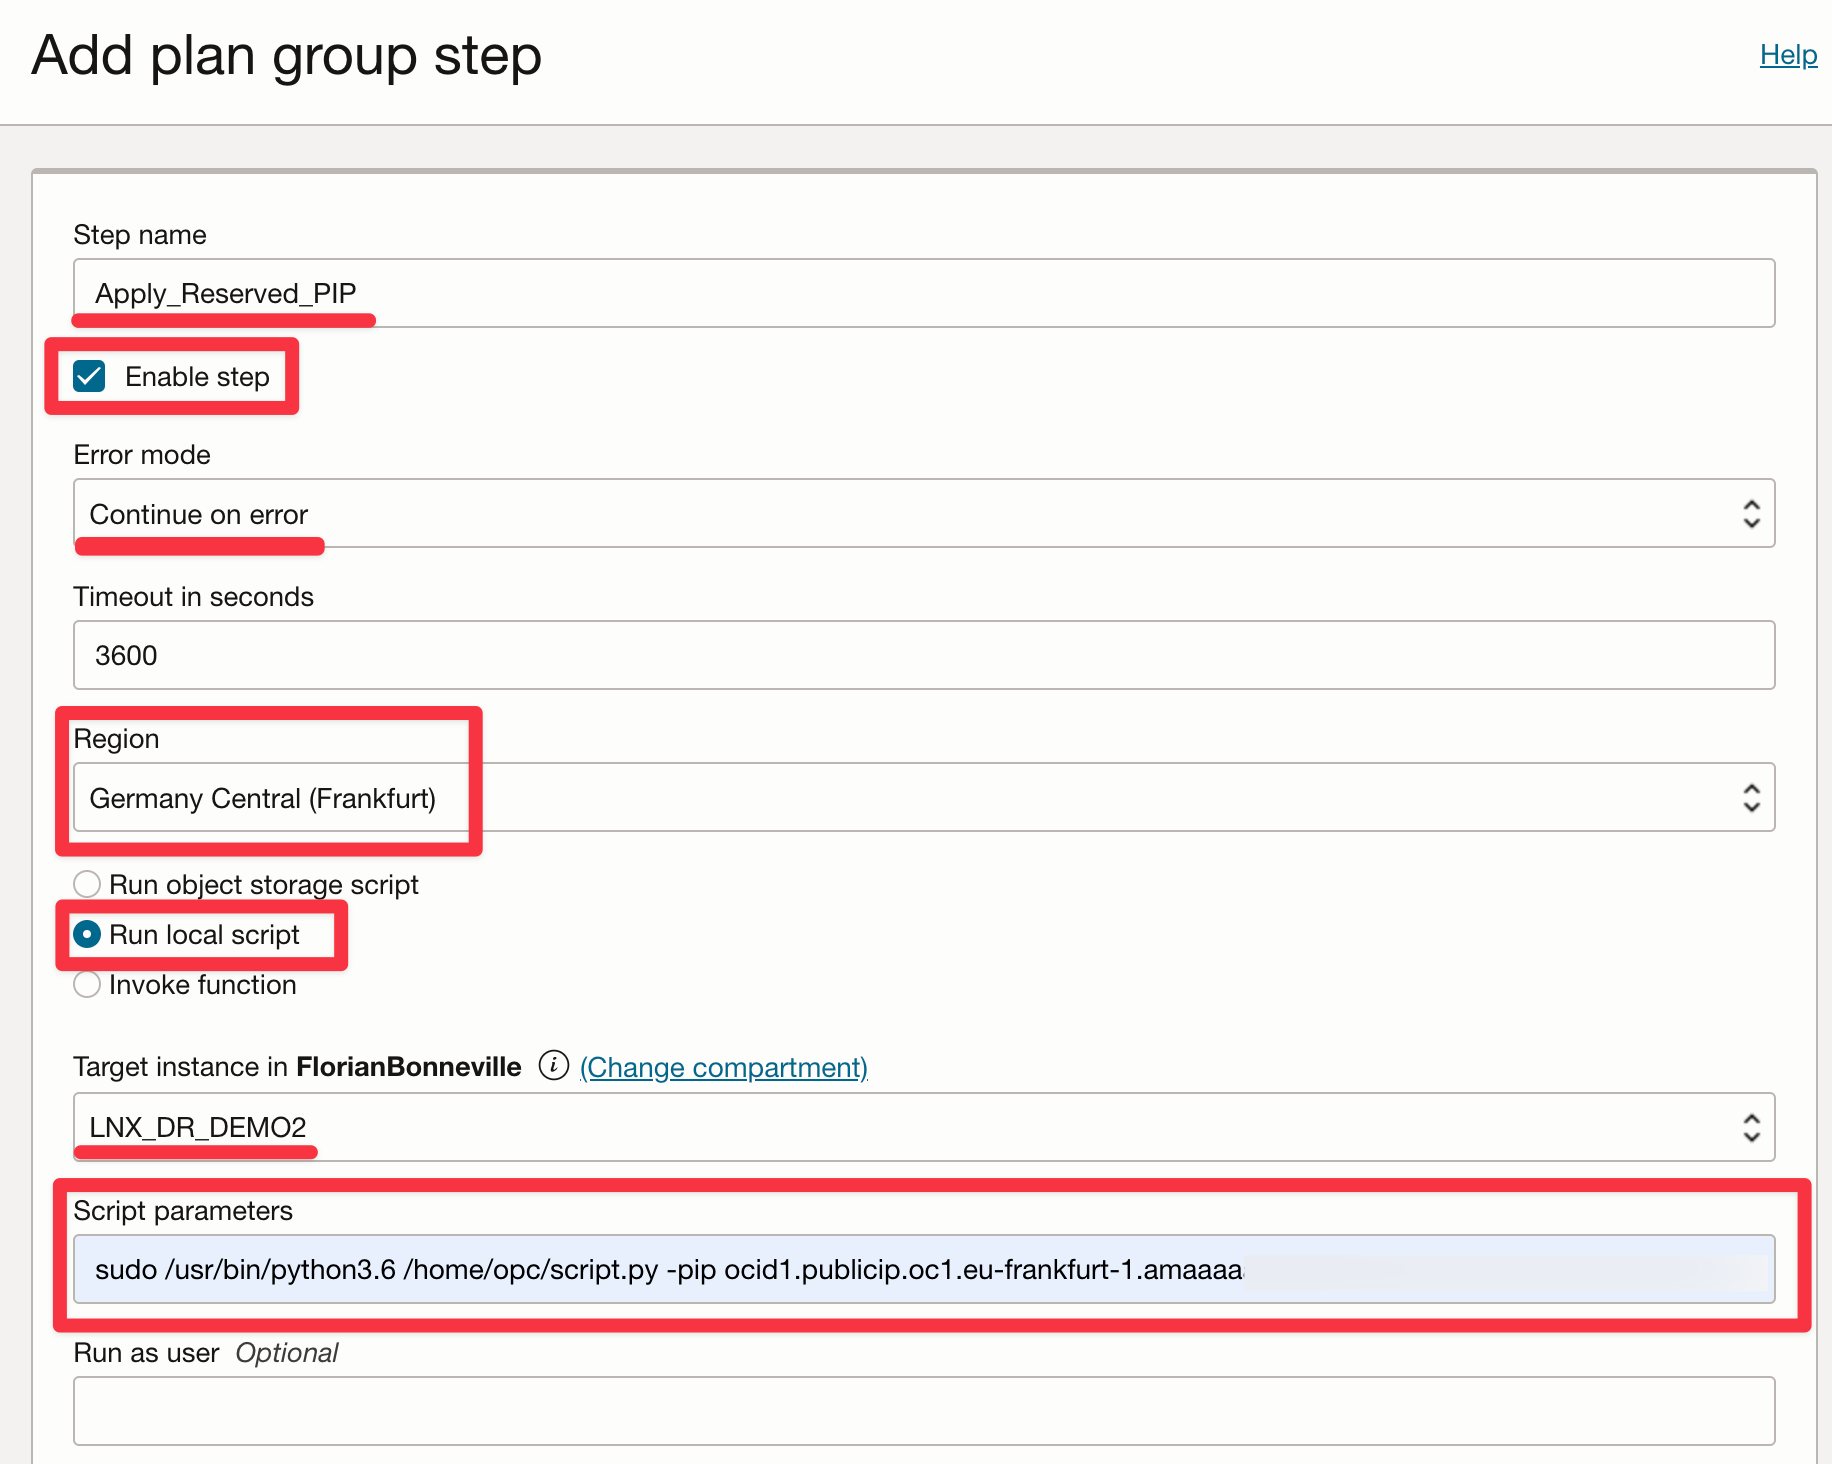 Add plan group step
Help
Step name
Apply_Reserved_PIP
Enable step
Error mode
Continue on error
Timeout in seconds
3600
Region
Germany Central (Frankfurt)
Run object storage script
Run local script
Invoke function
Target instance in FlorianBonneville (Change compartment)
LNX_DR_DEMO2
Script parameters
sudo /usr/bin/python3.6 /home/opc/script.py -pip ocid1.publicip.oc1.eu-frankfurt-1.amaaaa
Run as user Optional